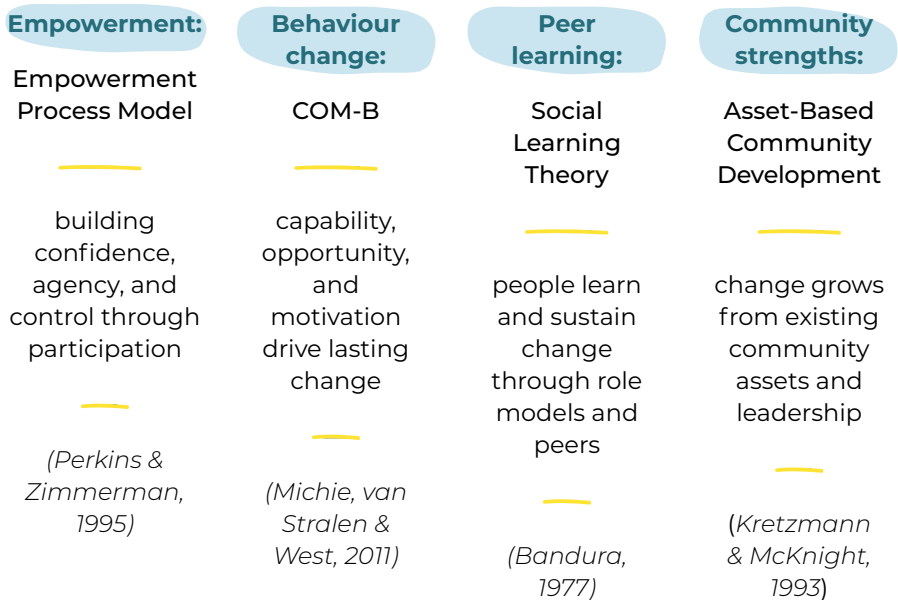 Empowerment:
Empowerment
Process Model
building
confidence,
agency, and
control through
participation
(Perkins &
Zimmerman,
1995)
Behaviour
change:
COM-B
capability,
opportunity,
and
motivation
drive lasting
change
(Michie, van
Stralen &
West, 2011)
Peer
learning:
Social
Learning
Theory
people learn
and sustain
change
through role
models and
peers
(Bandura,
1977)
Community
strengths:
Asset-Based
Community
Development
change grows
from existing
community
assets and
leadership
(Kretzmann
& McKnight,
1993)